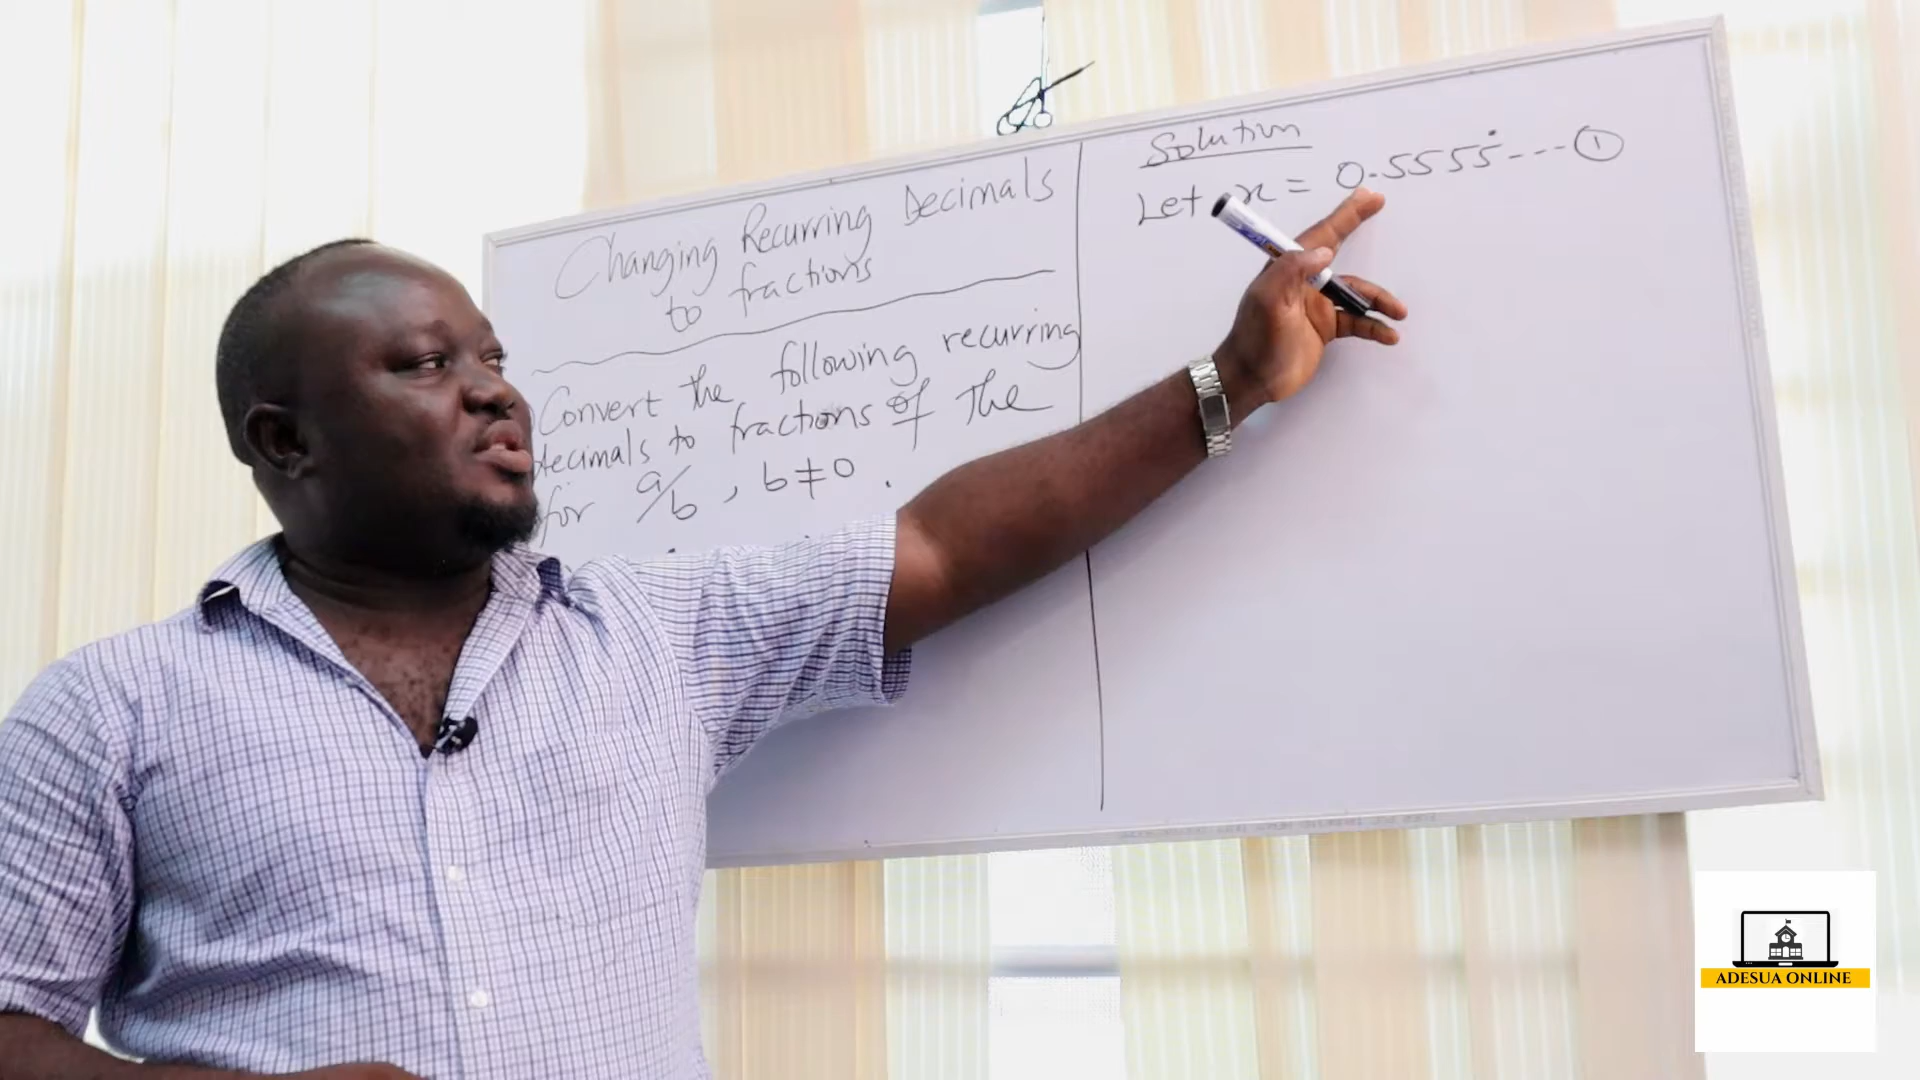 Changing Recurring Decimals
to fractions
Convert the following recurring
decimals to fractions of the
for a/b, b≠0.
Solution
Let x = 0.5555̇---①
ADESUA ONLINE